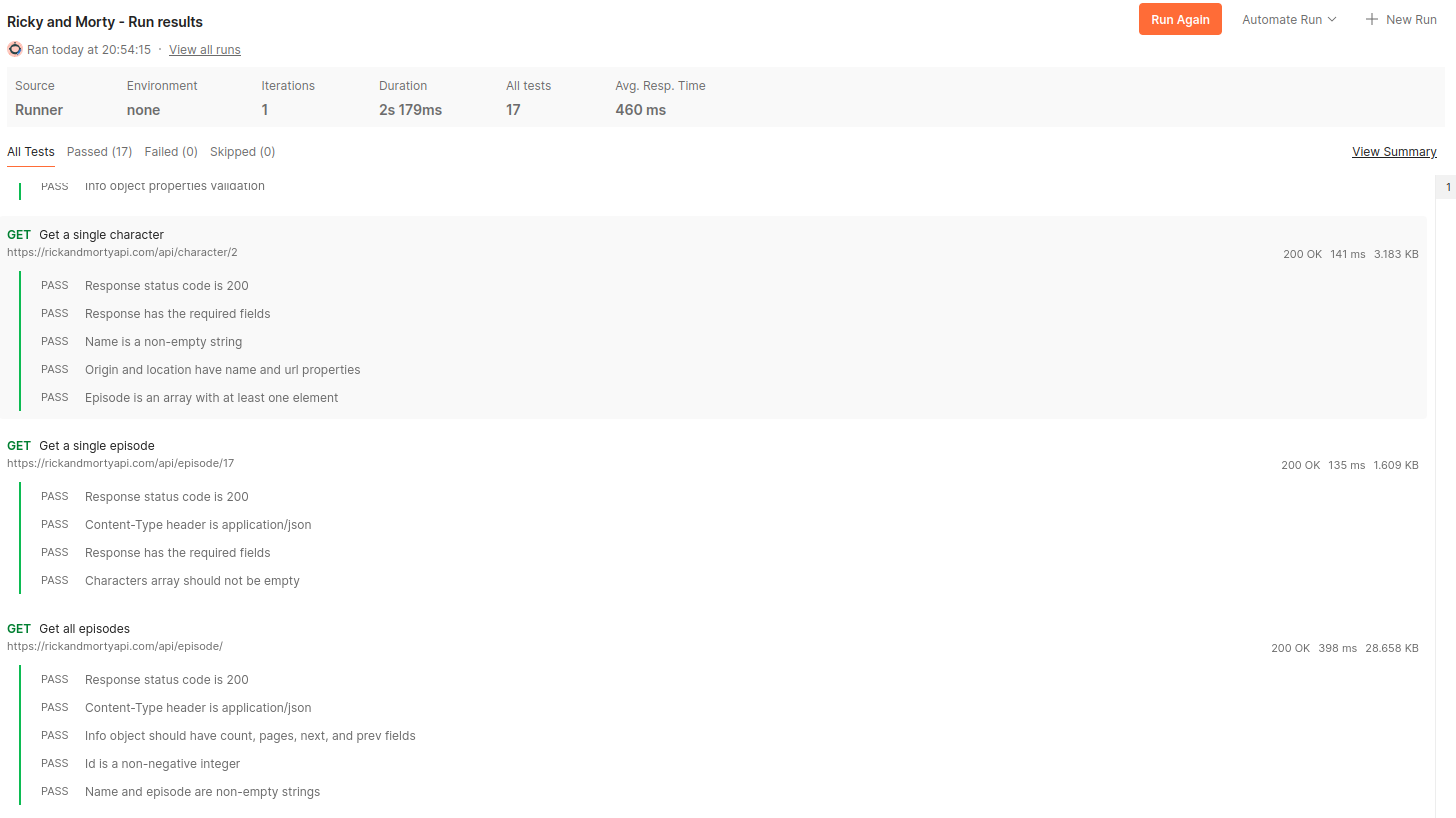 Ricky and Morty - Run results
Run Again
Automate Run
New Run
Ran today at 20:54:15 · View all runs
Source Environment Iterations Duration All tests Avg. Resp. Time
Runner none 1 2s 179ms 17 460 ms
All Tests Passed (17) Failed (0) Skipped (0) View Summary
PASS Info object properties validation
1
GET Get a single character
https://rickandmortyapi.com/api/character/2
200 OK 141 ms 3.183 KB
PASS Response status code is 200
PASS Response has the required fields
PASS Name is a non-empty string
PASS Origin and location have name and url properties
PASS Episode is an array with at least one element
GET Get a single episode
https://rickandmortyapi.com/api/episode/17
200 OK 135 ms 1.609 KB
PASS Response status code is 200
PASS Content-Type header is application/json
PASS Response has the required fields
PASS Characters array should not be empty
GET Get all episodes
https://rickandmortyapi.com/api/episode/
200 OK 398 ms 28.658 KB
PASS Response status code is 200
PASS Content-Type header is application/json
PASS Info object should have count, pages, next, and prev fields
PASS Id is a non-negative integer
PASS Name and episode are non-empty strings